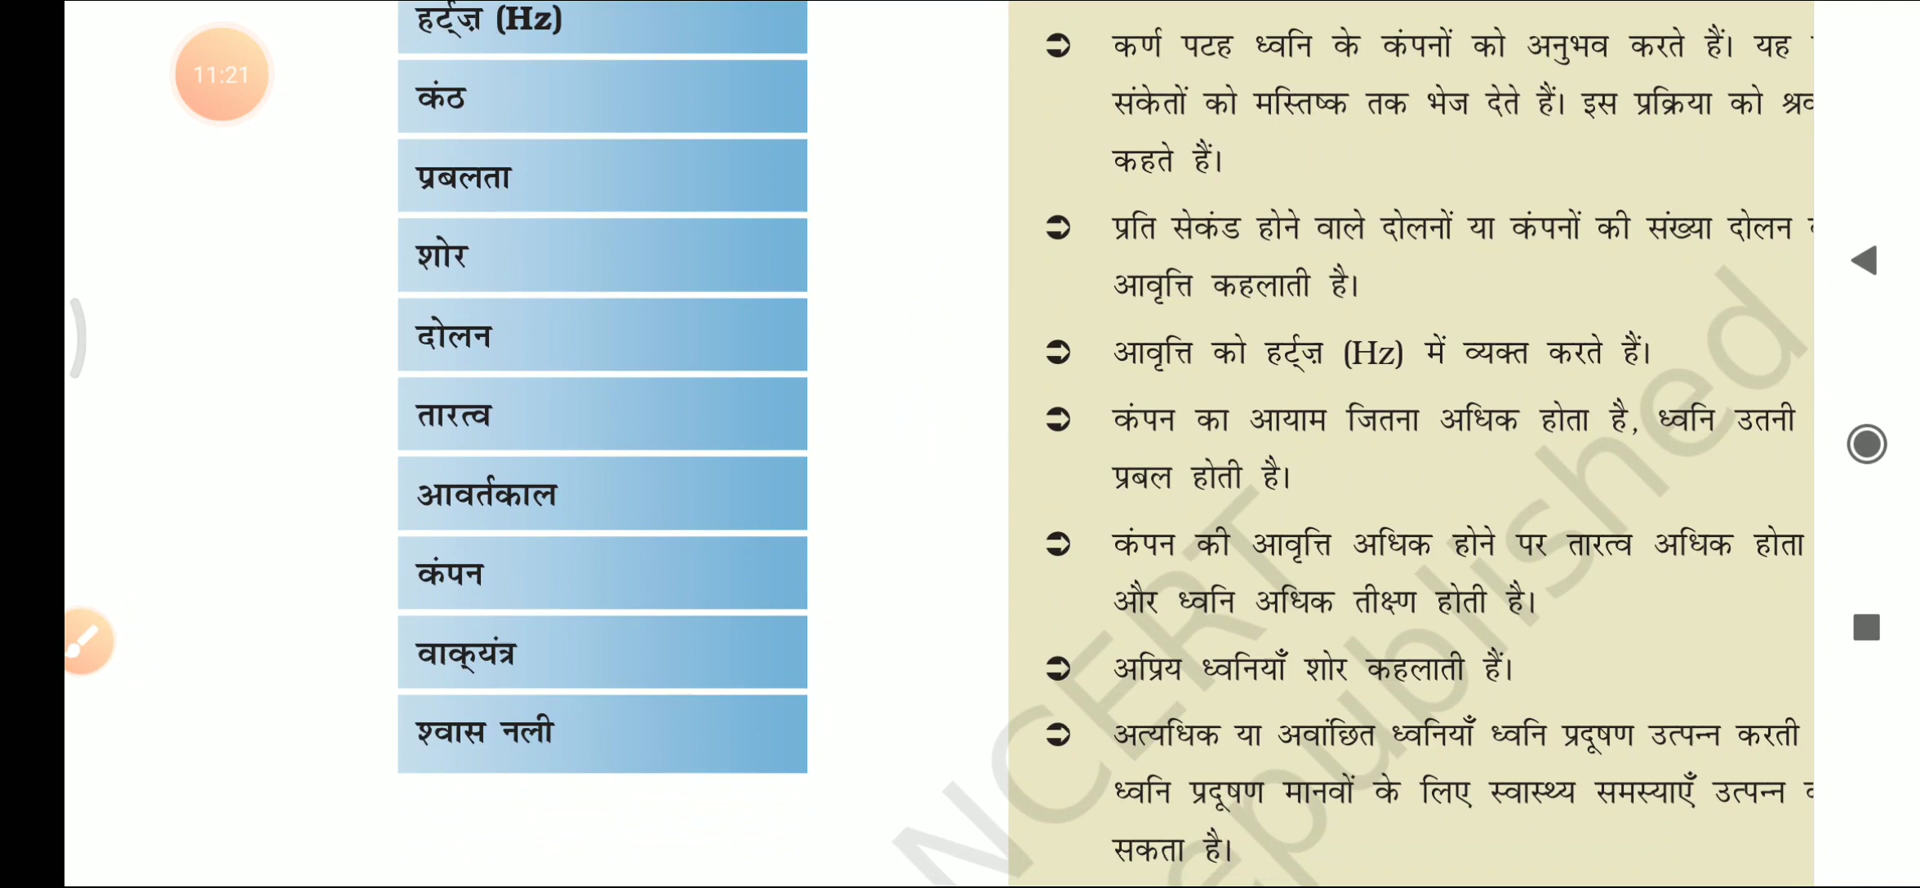 हर्ट्ज़ (Hz)
11:21
कंठ
प्रबलता
शोर
दोलन
तारत्व
आवर्तकाल
कंपन
वाक्‌यंत्र
श्वास नली
कर्ण पटह ध्वनि के कंपनों को अनुभव करते हैं। यह
संकेतों को मस्तिष्क तक भेज देते हैं। इस प्रक्रिया को
कहते हैं।
प्रति सेकंड होने वाले दोलनों या कंपनों की संख्या दोलन
आवृत्ति कहलाती है।
आवृत्ति को हर्ट्ज़ (Hz) में व्यक्त करते हैं।
कंपन का आयाम जितना अधिक होता है, ध्वनि उतनी
प्रबल होती है।
कंपन की आवृत्ति अधिक होने पर तारत्व अधिक होता
और ध्वनि अधिक तीक्ष्ण होती है।
अप्रिय ध्वनियाँ शोर कहलाती हैं।
अत्यधिक या अवांछित ध्वनियाँ ध्वनि प्रदूषण उत्पन्न करती
ध्वनि प्रदूषण मानवों के लिए स्वास्थ्य समस्याएँ उत्पन्न
सकता है।
NCERT
republished